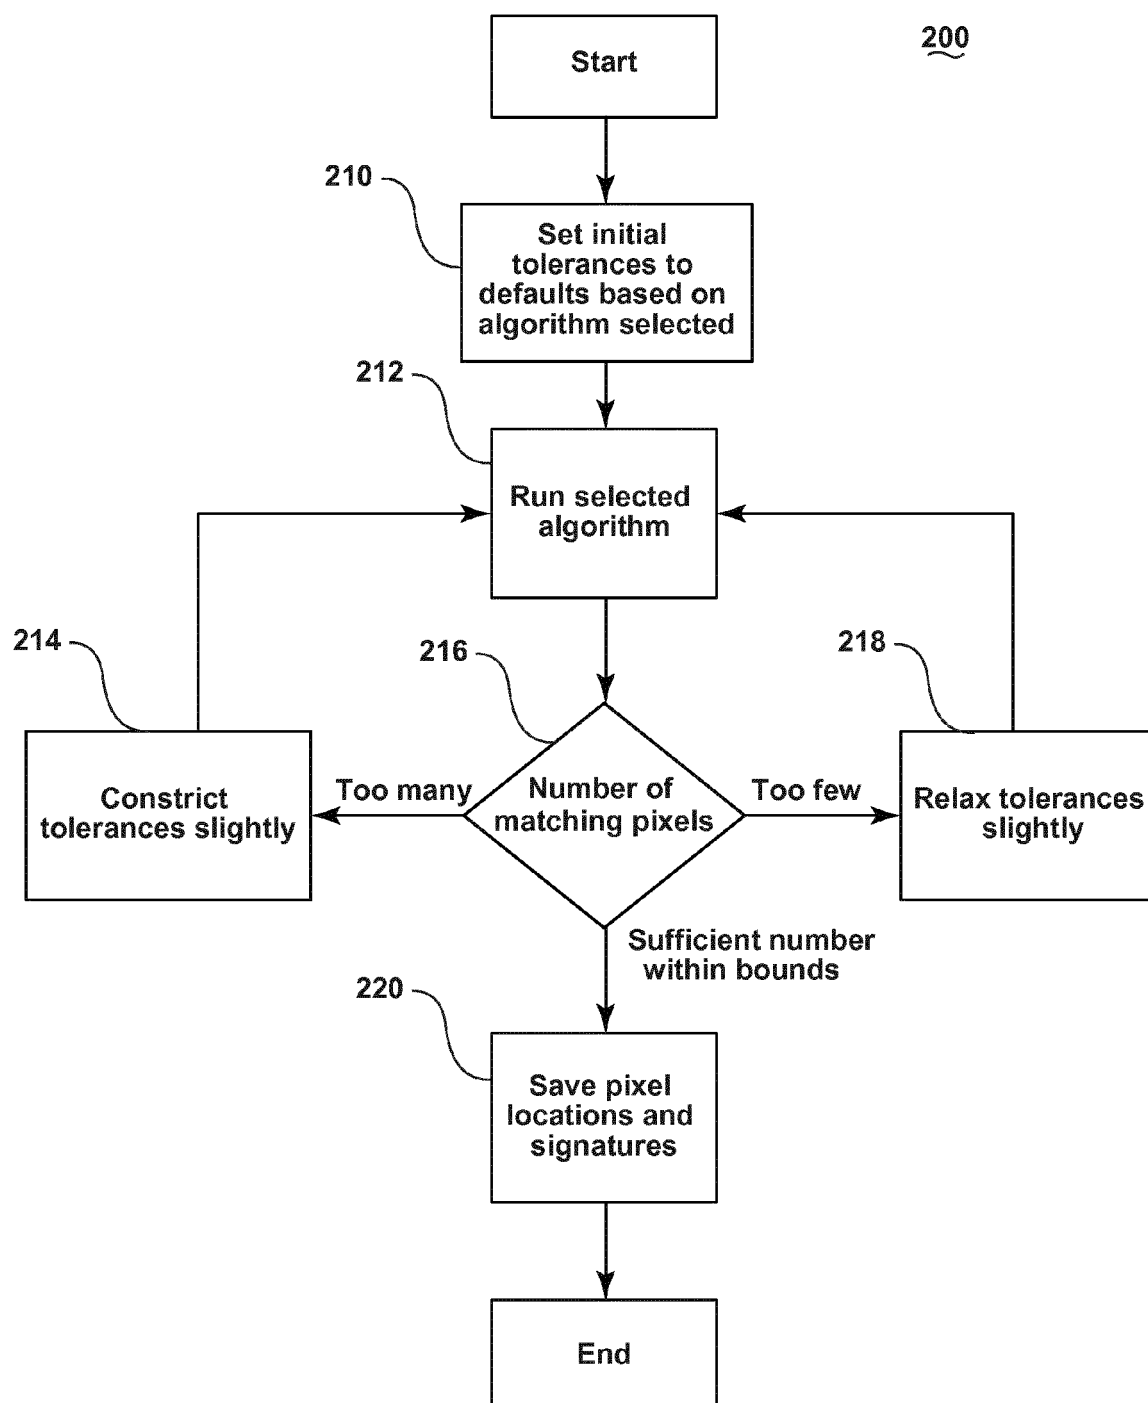 200
Start
210
Set initial
tolerances to
defaults based on
algorithm selected
212
Run selected
algorithm
214
216
218
Too many
Number of
matching pixels
Too few
Constrict
tolerances slightly
Relax tolerances
slightly
Sufficient number
within bounds
220
Save pixel
locations and
signatures
End